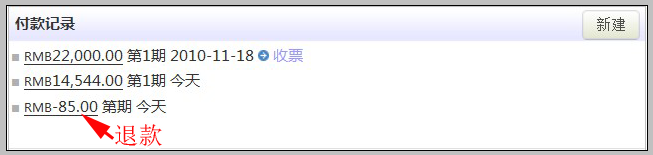 付款记录 新建
RMB22,000.00 第1期 2010-11-18 收票
RMB14,544.00 第1期 今天
RMB-85.00 第期 今天
退款